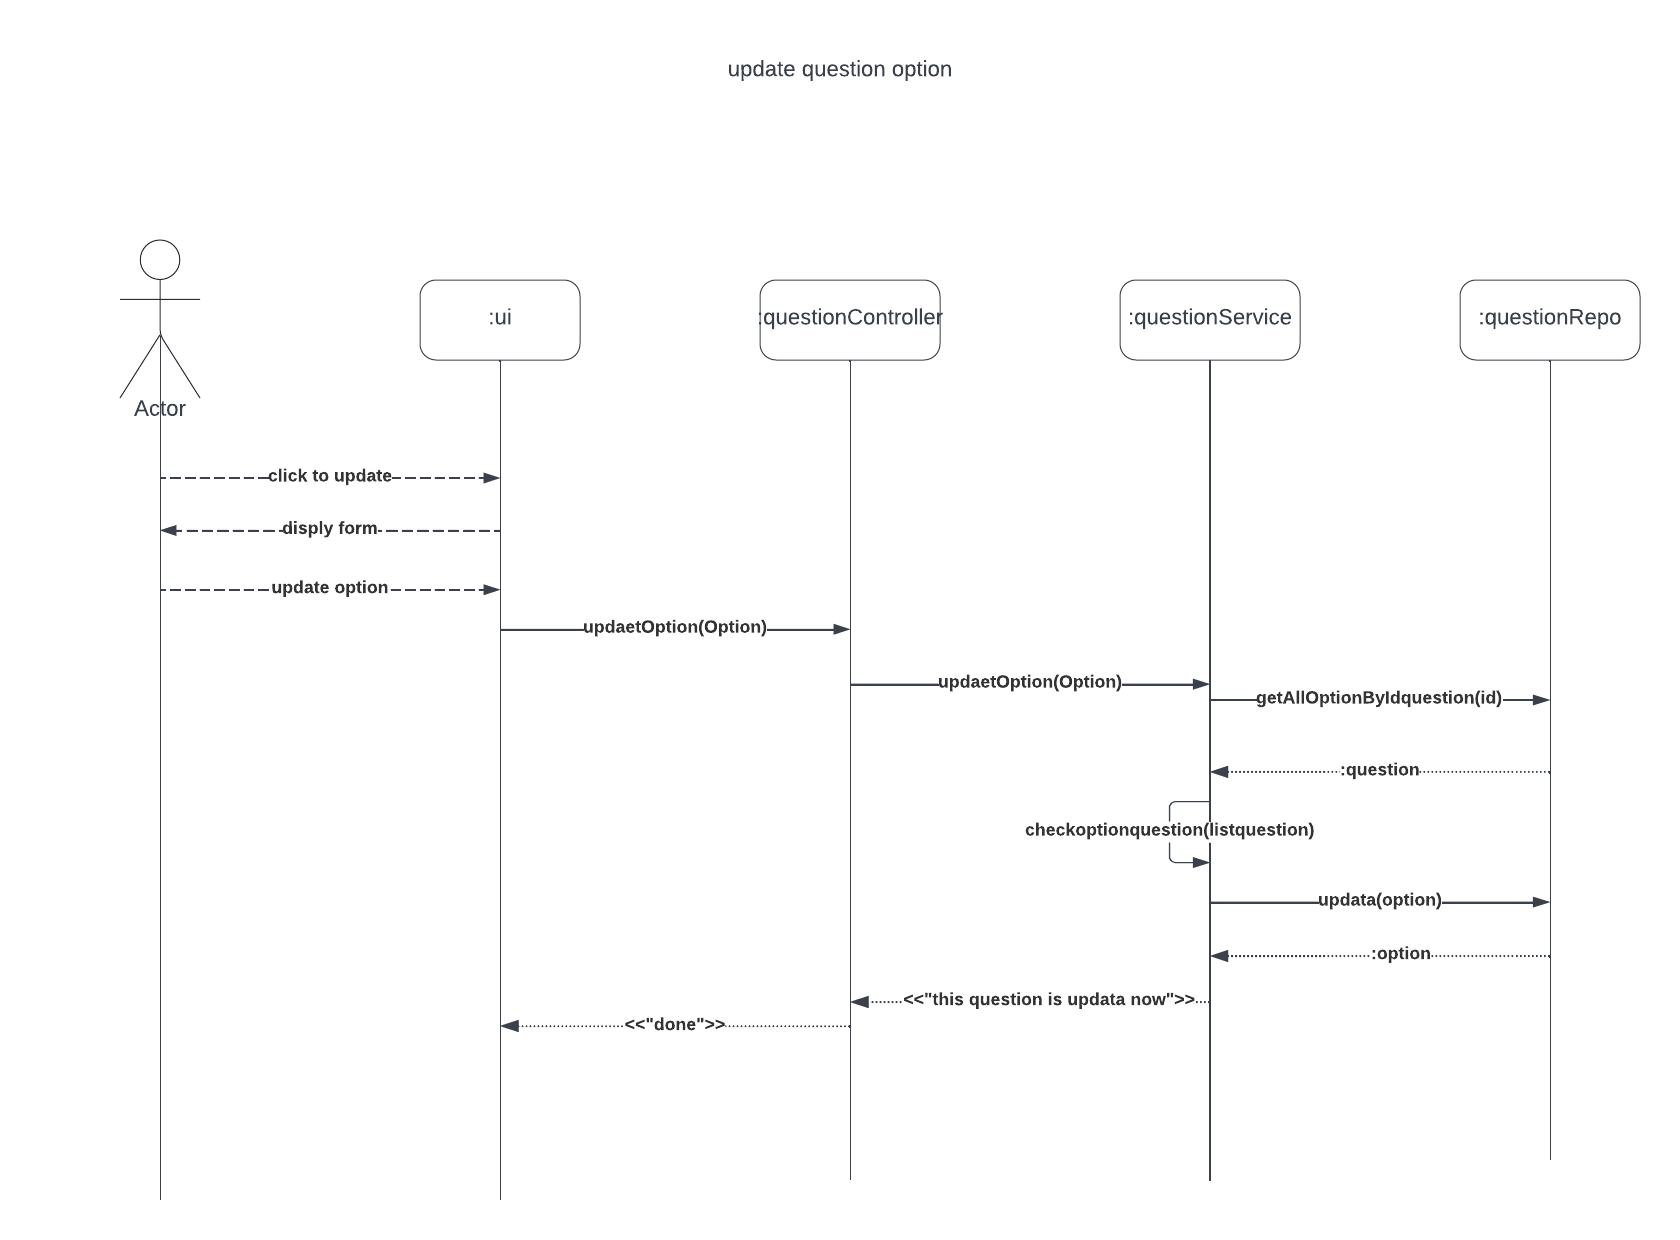 update question option
:ui
:questionController
:questionService
:questionRepo
Actor
click to update
disply form
update option
updaetOption(Option)
updaetOption(Option)
getAllOptionByIdquestion(id)
:question
checkoptionquestion(listquestion)
updata(option)
:option
<<"this question is updata now">>
<<"done">>